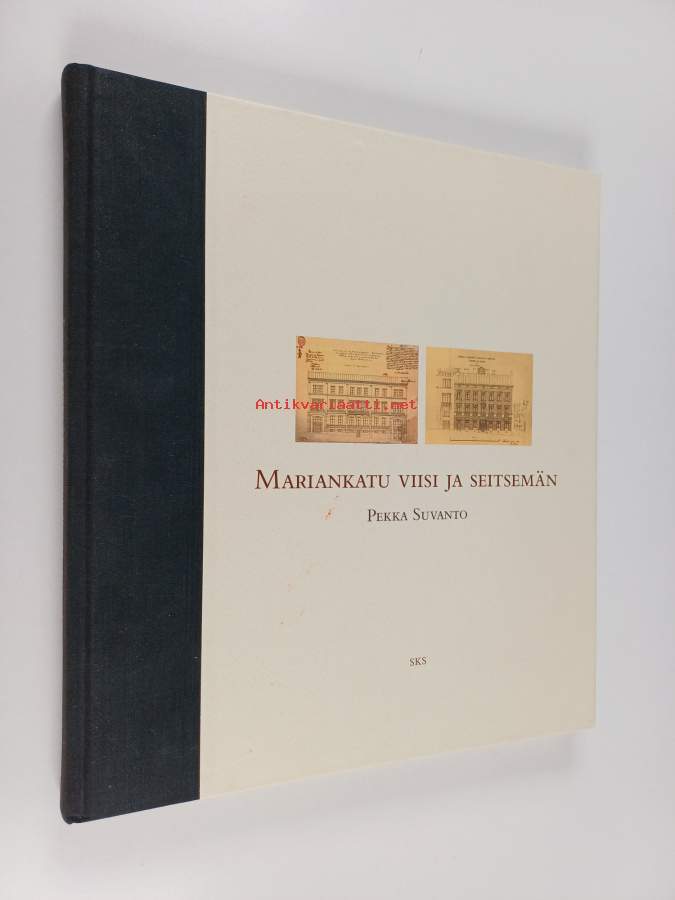 Antikvariaatti.net
MARIANKATU VIISI JA SEITSEMÄN
PEKKA SUVANTO
SKS